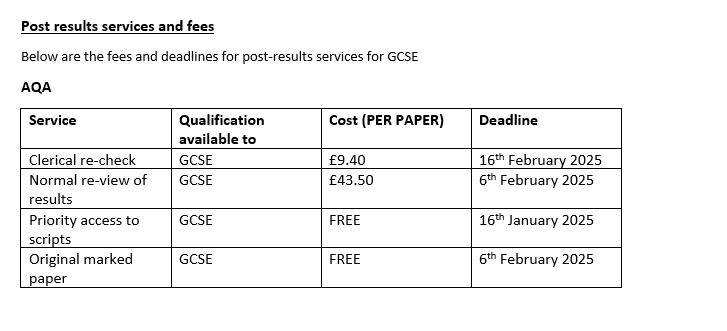 Post results services and fees
Below are the fees and deadlines for post-results services for GCSE
AQA
Service Qualification available to Cost (PER PAPER) Deadline
Clerical re-check GCSE £9.40 16th February 2025
Normal re-view of results GCSE £43.50 6th February 2025
Priority access to scripts GCSE FREE 16th January 2025
Original marked paper GCSE FREE 6th February 2025